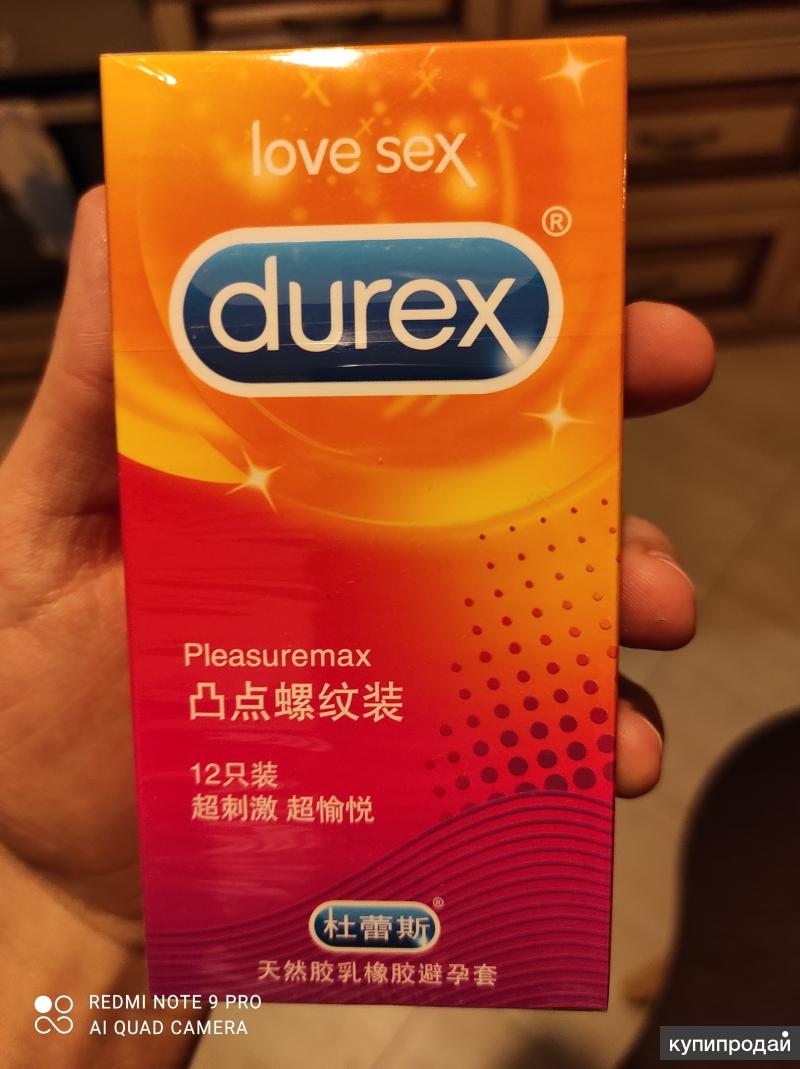 love sex
durex®
Pleasuremax
凸点螺纹装
12只装
超刺激 超愉悦
杜蕾斯®
天然胶乳橡胶避孕套
REDMI NOTE 9 PRO
AI QUAD CAMERA
купипродай